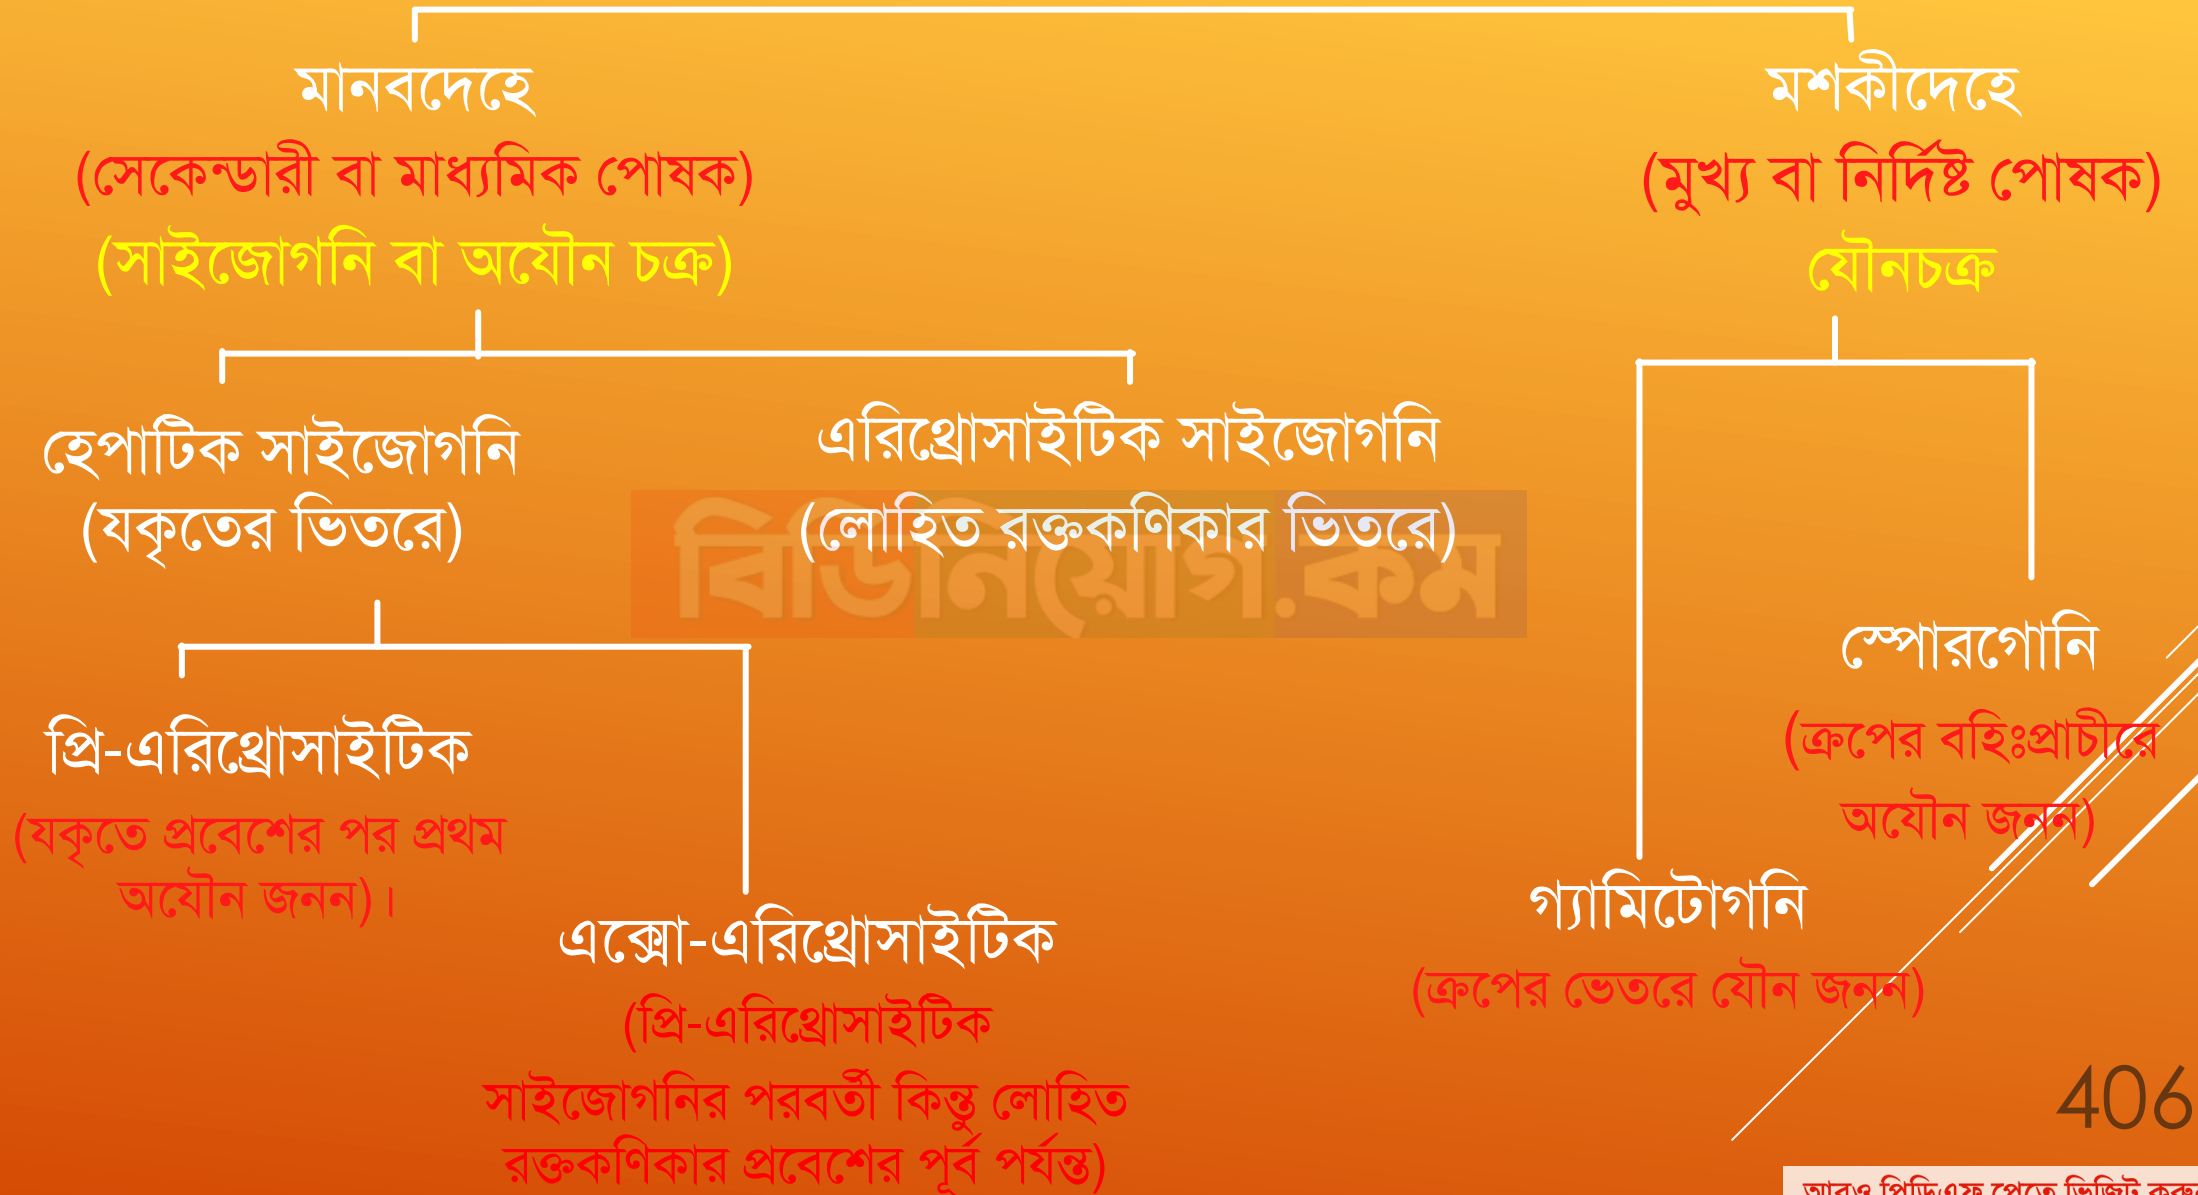 মানবদেহে
(সেকেন্ডারী বা মাধ্যমিক পোষক)
(সাইজোগনি বা অযৌন চক্র)
মশকীদেহে
(মুখ্য বা নির্দিষ্ট পোষক)
যৌনচক্র
হেপাটিক সাইজোগনি
(যকৃতের ভিতরে)
এরিথ্রোসাইটিক সাইজোগনি
(লোহিত রক্তকণিকার ভিতরে)
বিডিনিয়োগ.কম
প্রি-এরিথ্রোসাইটিক
(যকৃতে প্রবেশের পর প্রথম
অযৌন জনন)।
এক্সো-এরিথ্রোসাইটিক
(প্রি-এরিথ্রোসাইটিক
সাইজোগনির পরবর্তী কিন্তু লোহিত
রক্তকণিকার প্রবেশের পূর্ব পর্যন্ত)
স্পোরগোনি
(ক্রপের বহিঃপ্রাচীরে
অযৌন জনন)
গ্যামিটোগনি
(ক্রপের ভেতরে যৌন জনন)
406
আরও পিডিএফ পেতে ভিজিট